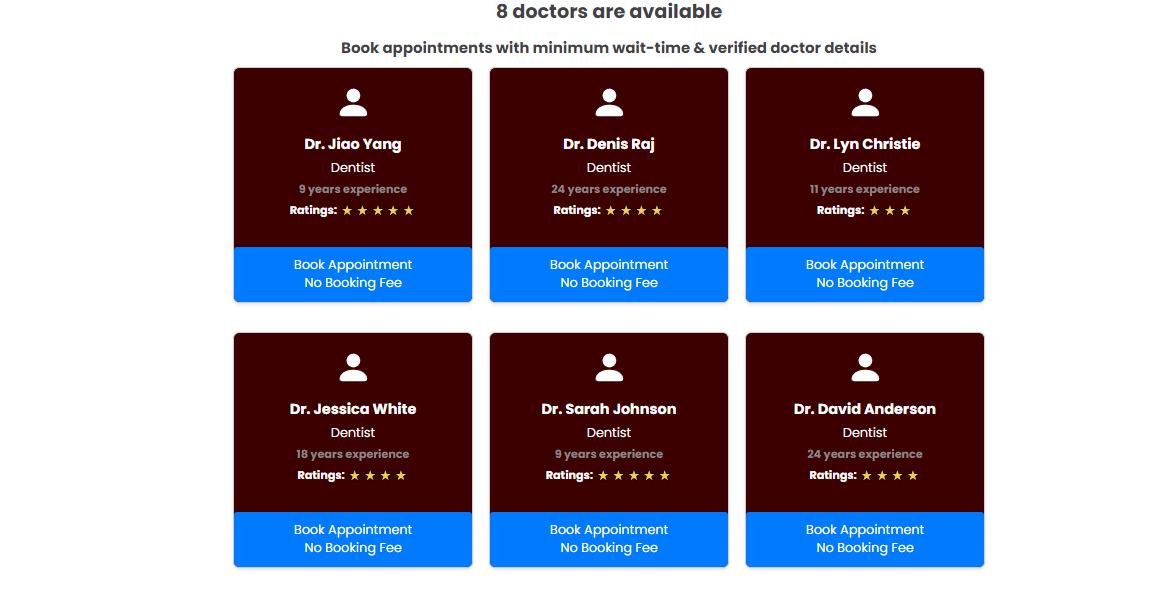 8 doctors are available
Book appointments with minimum wait-time & verified doctor details
Dr. Jiao Yang
Dentist
9 years experience
Ratings: ★ ★ ★ ★ ★
Book Appointment
No Booking Fee
Dr. Denis Raj
Dentist
24 years experience
Ratings: ★ ★ ★ ★
Book Appointment
No Booking Fee
Dr. Lyn Christie
Dentist
11 years experience
Ratings: ★ ★ ★
Book Appointment
No Booking Fee
Dr. Jessica White
Dentist
18 years experience
Ratings: ★ ★ ★ ★
Book Appointment
No Booking Fee
Dr. Sarah Johnson
Dentist
9 years experience
Ratings: ★ ★ ★ ★ ★
Book Appointment
No Booking Fee
Dr. David Anderson
Dentist
24 years experience
Ratings: ★ ★ ★ ★
Book Appointment
No Booking Fee